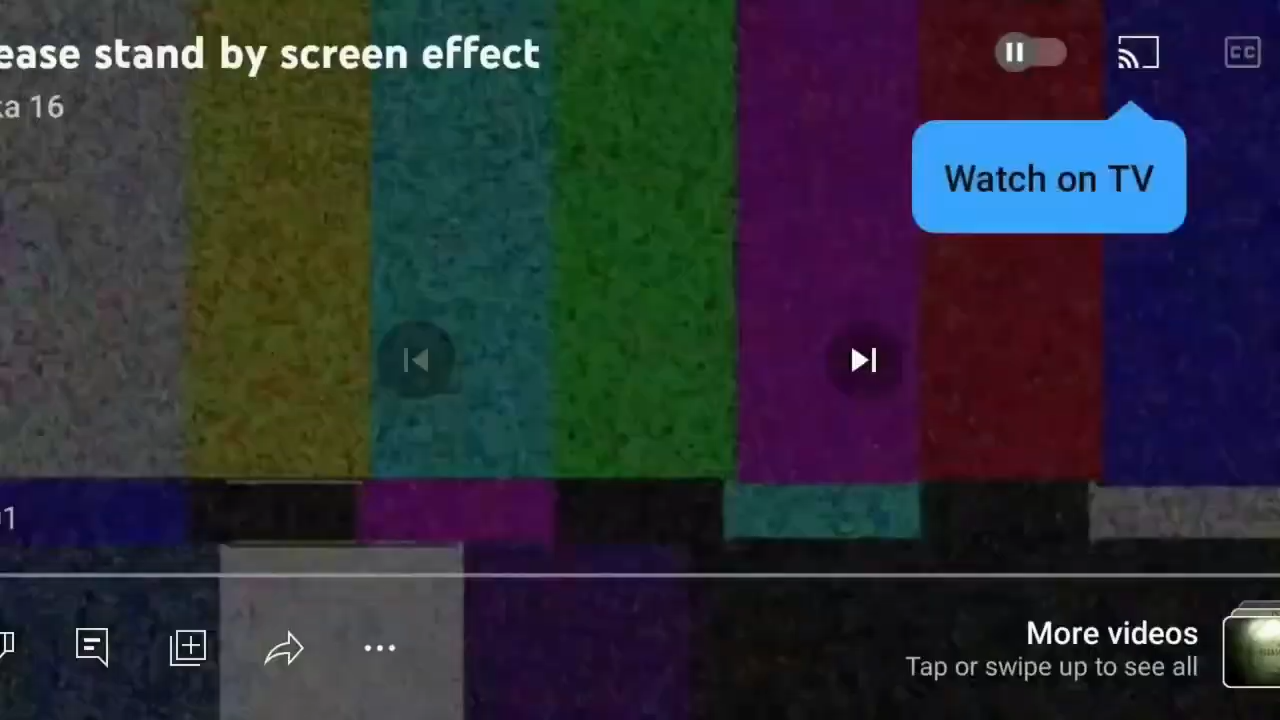 ease stand by screen effect
ka 16
CC
Watch on TV
01
More videos
Tap or swipe up to see all